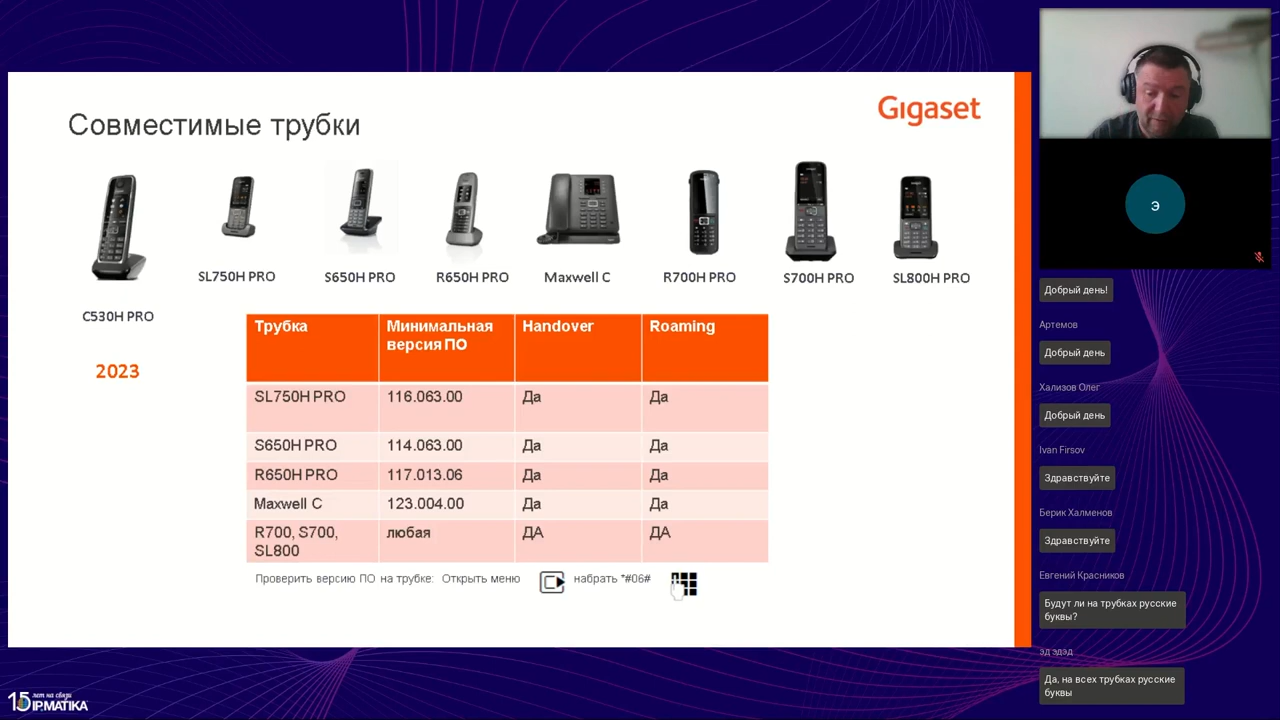 Совместимые трубки
Gigaset
SL750H PRO
S650H PRO
R650H PRO
Maxwell C
R700H PRO
S700H PRO
SL800H PRO
C530H PRO
2023
Трубка
Минимальная
версия ПО
Handover
Roaming
SL750H PRO
116.063.00
Да
Да
S650H PRO
114.063.00
Да
Да
R650H PRO
117.013.06
Да
Да
Maxwell C
123.004.00
Да
Да
R700, S700,
SL800
любая
ДА
ДА
Проверить версию ПО на трубке: Открыть меню
набрать *#06#
15 лет на связи
IPMATIKA
Э
Добрый день!
Артемов
Добрый день
Хализов Олег
Добрый день
Ivan Firsov
Здравствуйте
Берик Халменов
Здравствуйте
Евгений Красников
Будут ли на трубках русские
буквы?
эд эдэд
Да, на всех трубках русские
буквы